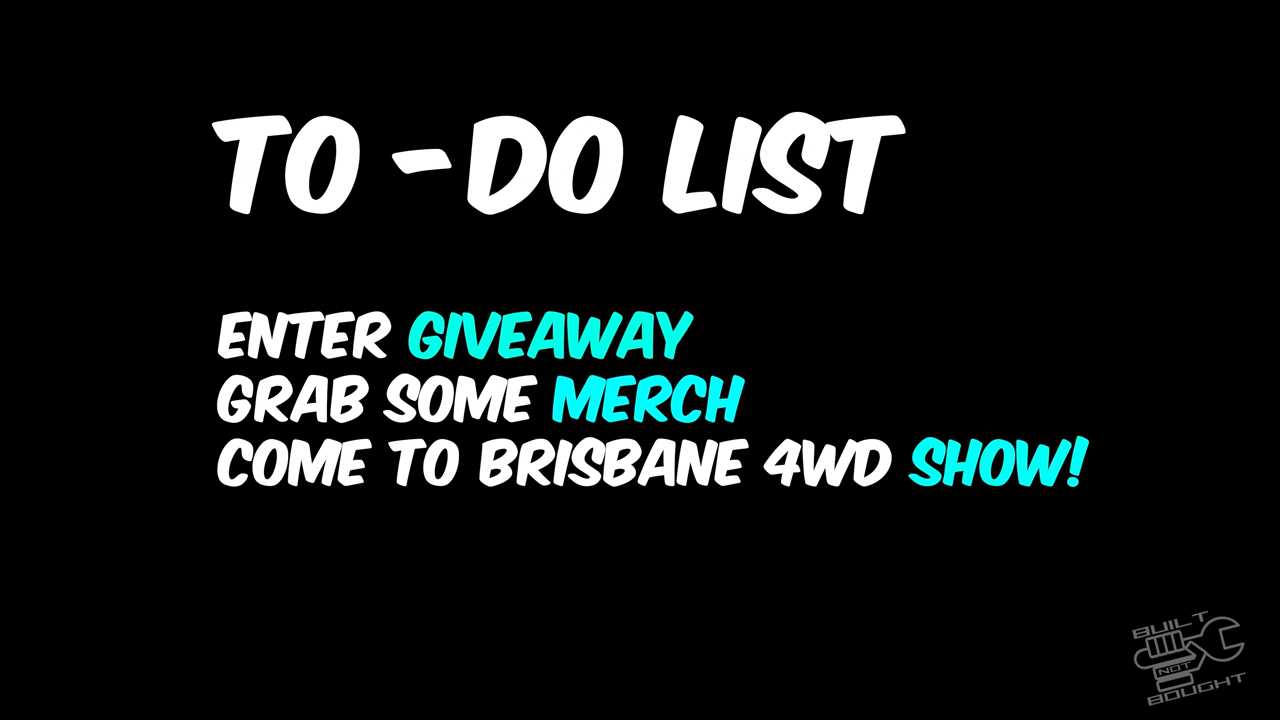 TO -DO LIST
ENTER GIVEAWAY
GRAB SOME MERCH
COME TO BRISBANE 4WD SHOW!
BUILT
NOT
BOUGHT